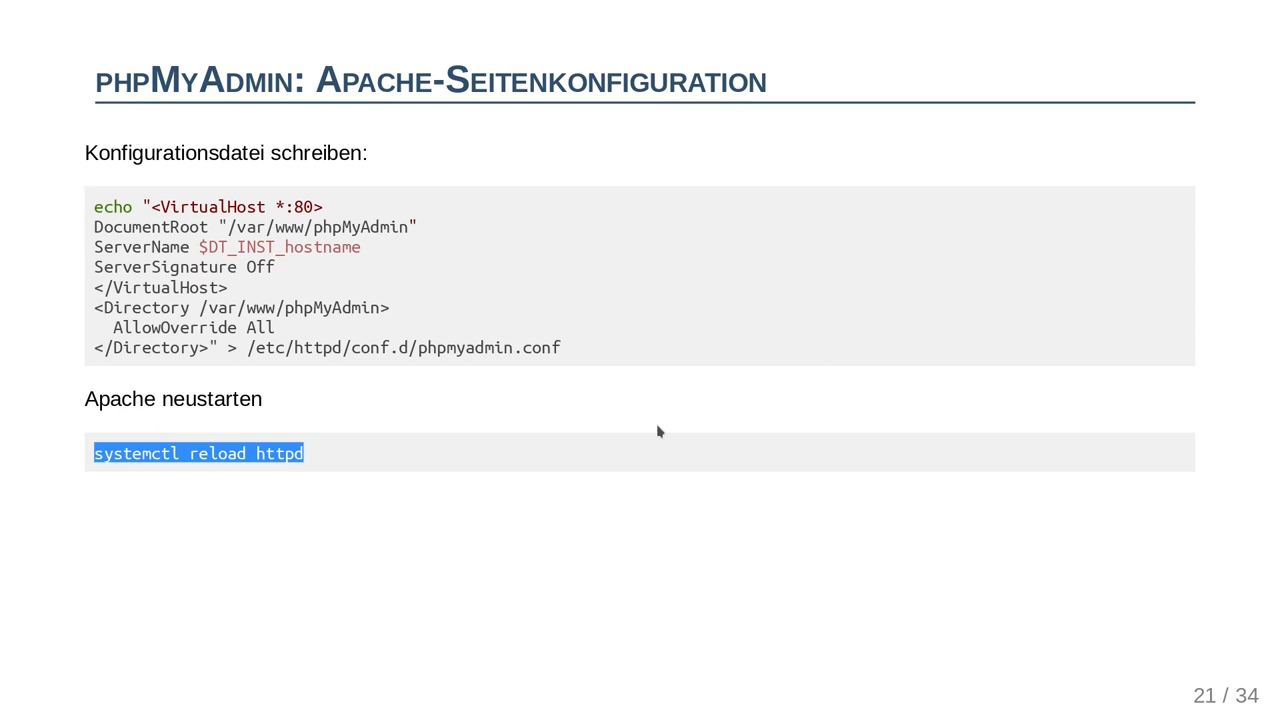 phpMyAdmin: Apache-Seitenkonfiguration
Konfigurationsdatei schreiben:
echo "<VirtualHost *:80>
DocumentRoot "/var/www/phpMyAdmin"
ServerName $DT_INST_hostname
ServerSignature Off
</VirtualHost>
<Directory /var/www/phpMyAdmin>
  AllowOverride All
</Directory>" > /etc/httpd/conf.d/phpmyadmin.conf
Apache neustarten
systemctl reload httpd
21 / 34